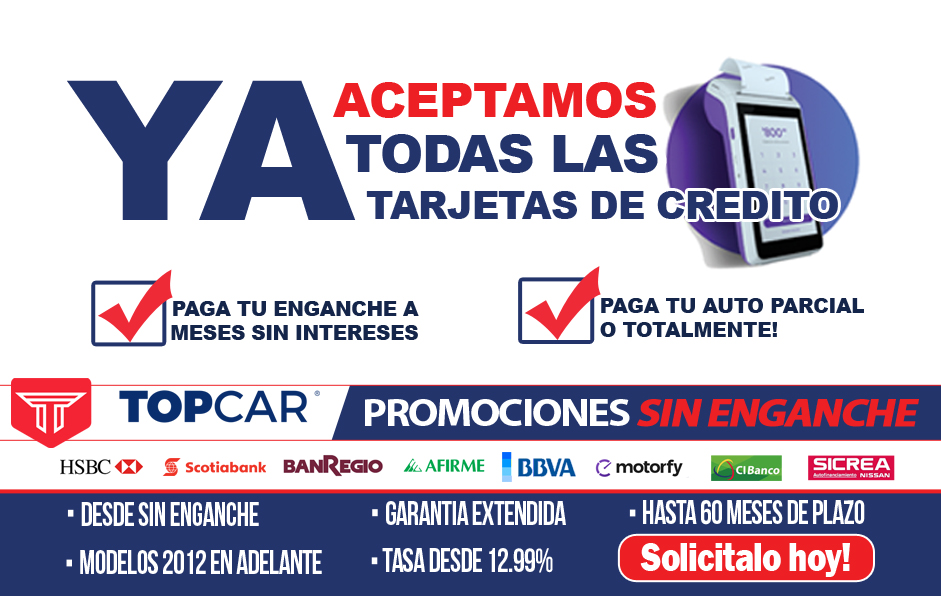 YA
ACEPTAMOS
TODAS LAS
TARJETAS DE CREDITO
PAGA TU ENGANCHE A
MESES SIN INTERESES
PAGA TU AUTO PARCIAL
O TOTALMENTE!
TOPCAR®
PROMOCIONES SIN ENGANCHE
HSBC
Scotiabank
BANREGIO
AFIRME
BBVA
motorfy
CIBanco
SICREA
Autofinanciamiento NISSAN
· DESDE SIN ENGANCHE
· GARANTIA EXTENDIDA
· HASTA 60 MESES DE PLAZO
· MODELOS 2012 EN ADELANTE
· TASA DESDE 12.99%
Solicitalo hoy!